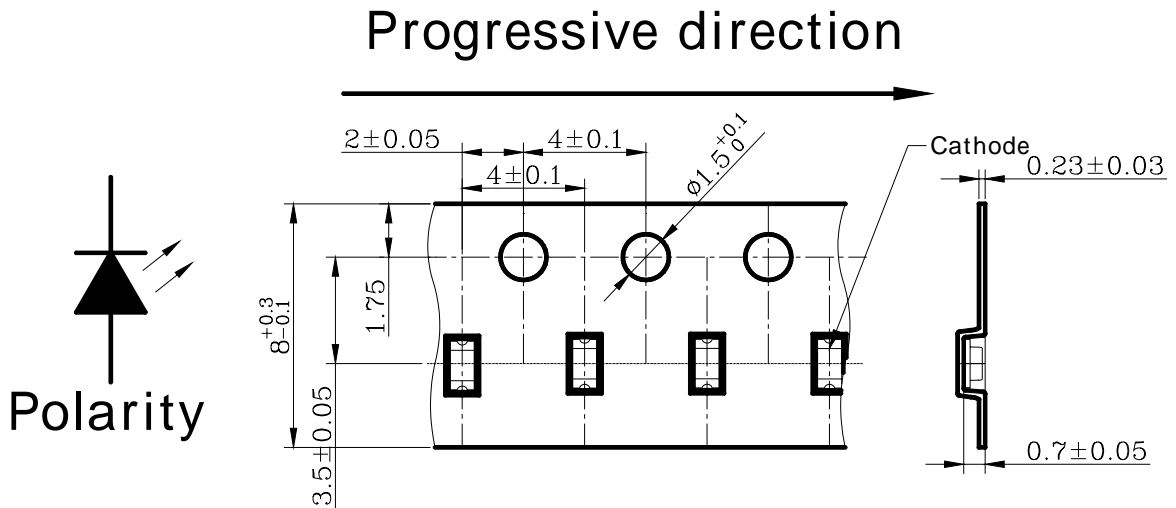 Progressive direction
2±0.05
4±0.1
4±0.1
ø1.5 +0.1 0
Cathode
0.23±0.03
8 +0.3 -0.1
1.75
3.5±0.05
Polarity
0.7±0.05